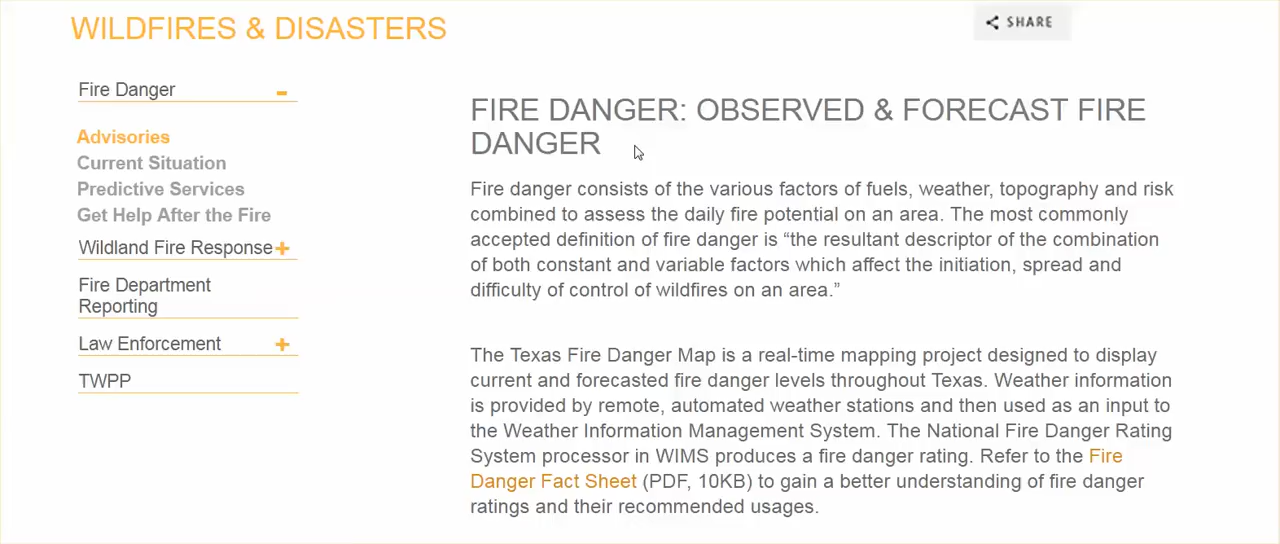 WILDFIRES & DISASTERS
SHARE
Fire Danger
Advisories
Current Situation
Predictive Services
Get Help After the Fire
Wildland Fire Response
Fire Department
Reporting
Law Enforcement
TWPP
FIRE DANGER: OBSERVED & FORECAST FIRE
DANGER
Fire danger consists of the various factors of fuels, weather, topography and risk
combined to assess the daily fire potential on an area. The most commonly
accepted definition of fire danger is “the resultant descriptor of the combination
of both constant and variable factors which affect the initiation, spread and
difficulty of control of wildfires on an area.”
The Texas Fire Danger Map is a real-time mapping project designed to display
current and forecasted fire danger levels throughout Texas. Weather information
is provided by remote, automated weather stations and then used as an input to
the Weather Information Management System. The National Fire Danger Rating
System processor in WIMS produces a fire danger rating. Refer to the Fire
Danger Fact Sheet (PDF, 10KB) to gain a better understanding of fire danger
ratings and their recommended usages.